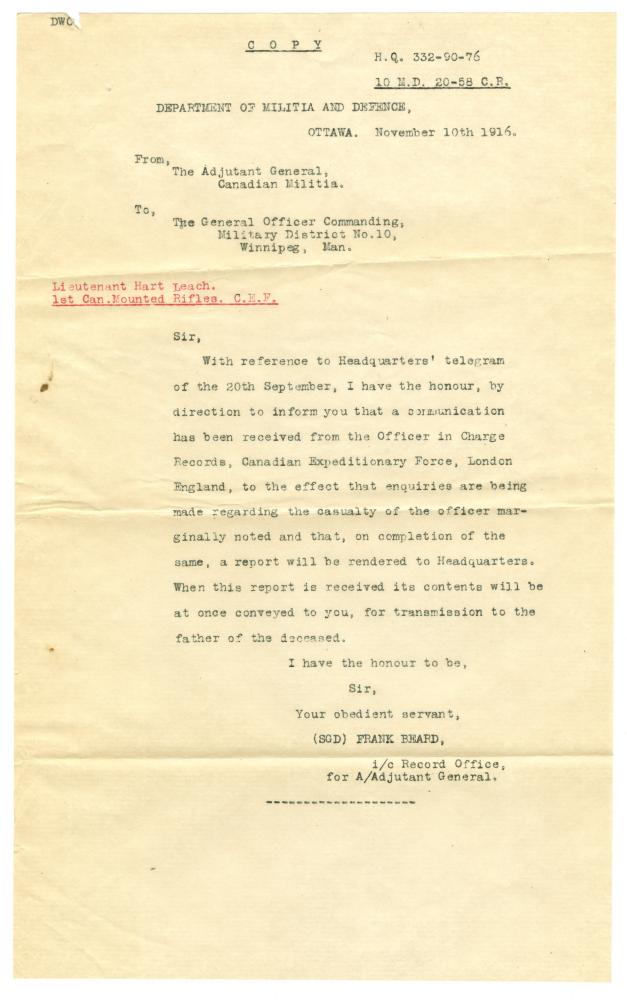 DWC
C O P Y
H.Q. 332-90-76
10 M.D. 20-58 C.R.
DEPARTMENT OF MILITIA AND DEFENCE,
OTTAWA. November 10th 1916.
From,
The Adjutant General,
Canadian Militia.
To,
The General Officer Commanding,
Military District No.10,
Winnipeg, Man.
Lieutenant Hart Leach.
1st Can.Mounted Rifles. C.E.F.
Sir,
With reference to Headquarters' telegram
of the 20th September, I have the honour, by
direction to inform you that a communication
has been received from the Officer in Charge
Records, Canadian Expeditionary Force, London
England, to the effect that enquiries are being
made regarding the casualty of the officer mar-
ginally noted and that, on completion of the
same, a report will be rendered to Headquarters.
When this report is received its contents will be
at once conveyed to you, for transmission to the
father of the deceased.
I have the honour to be,
Sir,
Your obedient servant,
(SGD) FRANK BEARD,
i/c Record Office,
for A/Adjutant General.